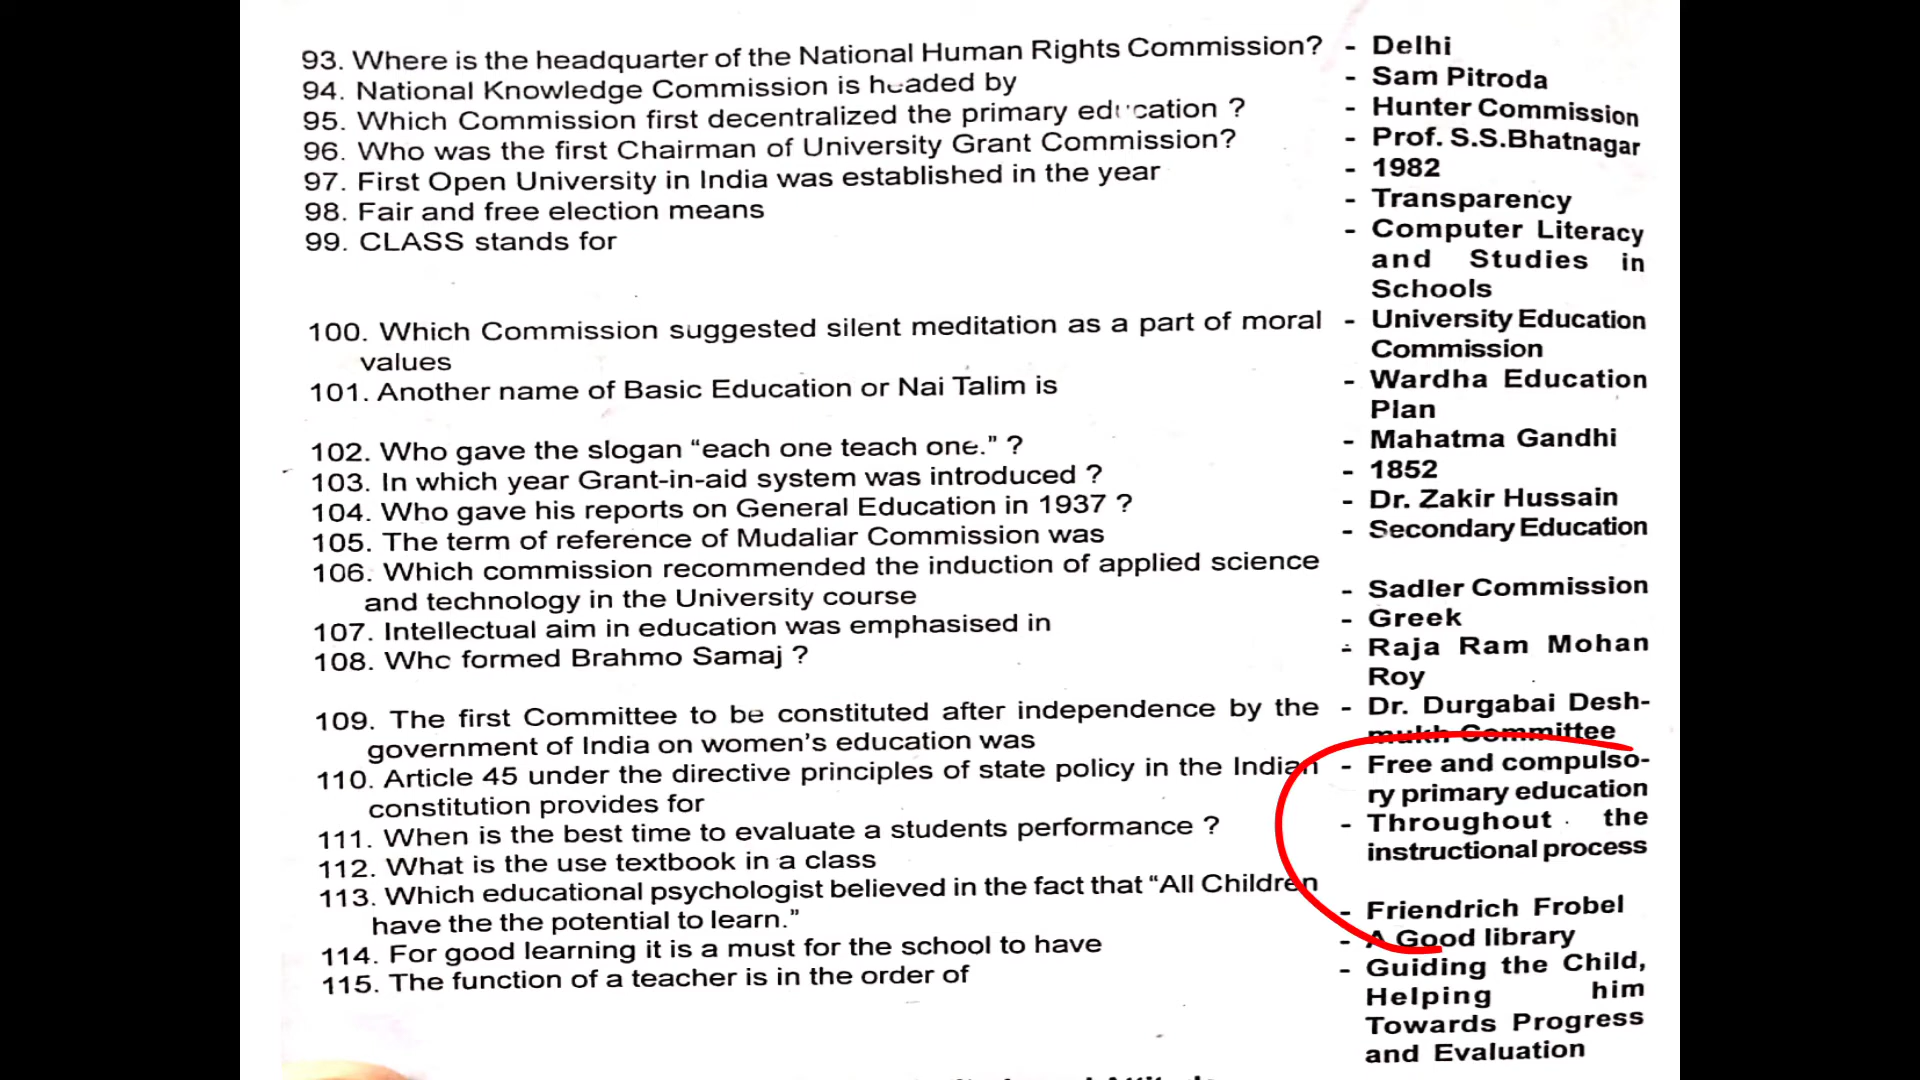 93. Where is the headquarter of the National Human Rights Commission? - Delhi
94. National Knowledge Commission is headed by - Sam Pitroda
95. Which Commission first decentralized the primary education ? - Hunter Commission
96. Who was the first Chairman of University Grant Commission? - Prof. S.S.Bhatnagar
97. First Open University in India was established in the year - 1982
98. Fair and free election means - Transparency
99. CLASS stands for - Computer Literacy
and Studies in
Schools
100. Which Commission suggested silent meditation as a part of moral - University Education
values Commission
101. Another name of Basic Education or Nai Talim is - Wardha Education
Plan
102. Who gave the slogan “each one teach one.” ? - Mahatma Gandhi
103. In which year Grant-in-aid system was introduced ? - 1852
104. Who gave his reports on General Education in 1937 ? - Dr. Zakir Hussain
105. The term of reference of Mudaliar Commission was - Secondary Education
106. Which commission recommended the induction of applied science
and technology in the University course - Sadler Commission
107. Intellectual aim in education was emphasised in - Greek
108. Who formed Brahmo Samaj ? - Raja Ram Mohan
Roy
109. The first Committee to be constituted after independence by the - Dr. Durgabai Desh-
government of India on women's education was mukh Committee
110. Article 45 under the directive principles of state policy in the Indian - Free and compulso-
constitution provides for ry primary education
111. When is the best time to evaluate a students performance ? - Throughout the
112. What is the use textbook in a class instructional process
113. Which educational psychologist believed in the fact that “All Children
have the the potential to learn.” - Friendrich Frobel
114. For good learning it is a must for the school to have - A Good library
115. The function of a teacher is in the order of - Guiding the Child,
Helping him
Towards Progress
and Evaluation